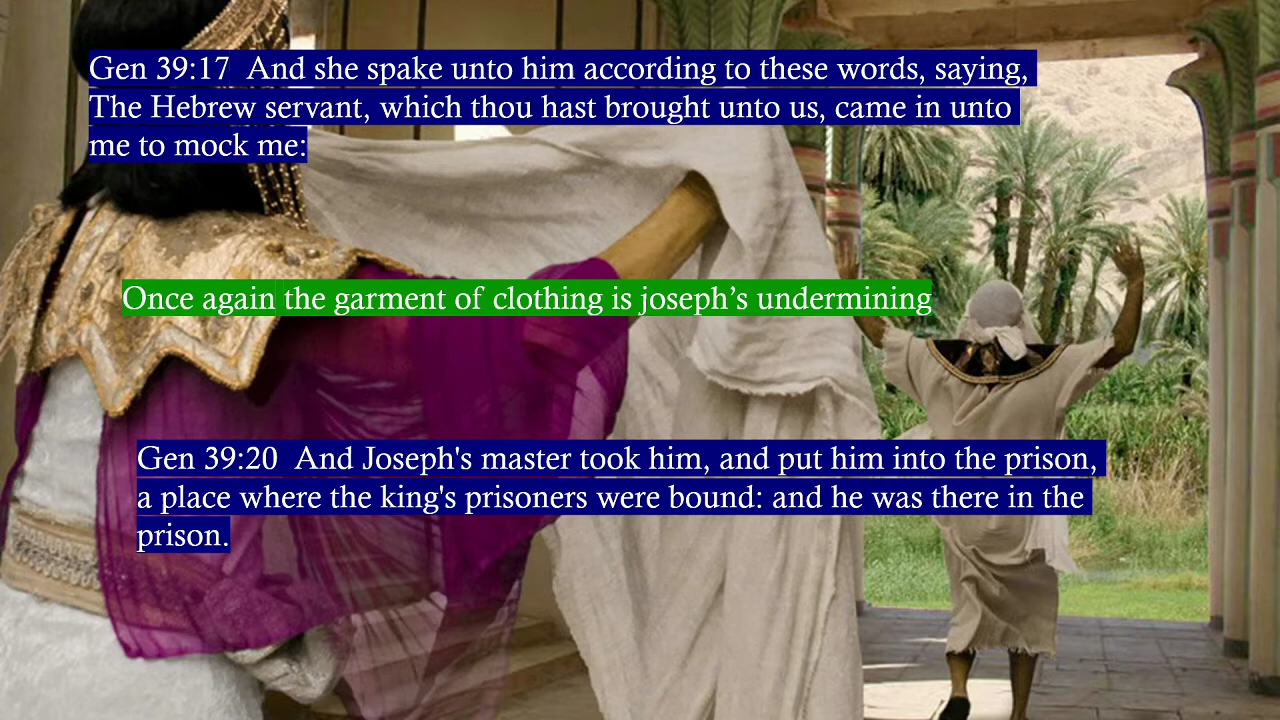 Gen 39:17  And she spake unto him according to these words, saying,
The Hebrew servant, which thou hast brought unto us, came in unto
me to mock me:
Once again the garment of clothing is joseph’s undermining
Gen 39:20  And Joseph's master took him, and put him into the prison,
a place where the king's prisoners were bound: and he was there in the
prison.